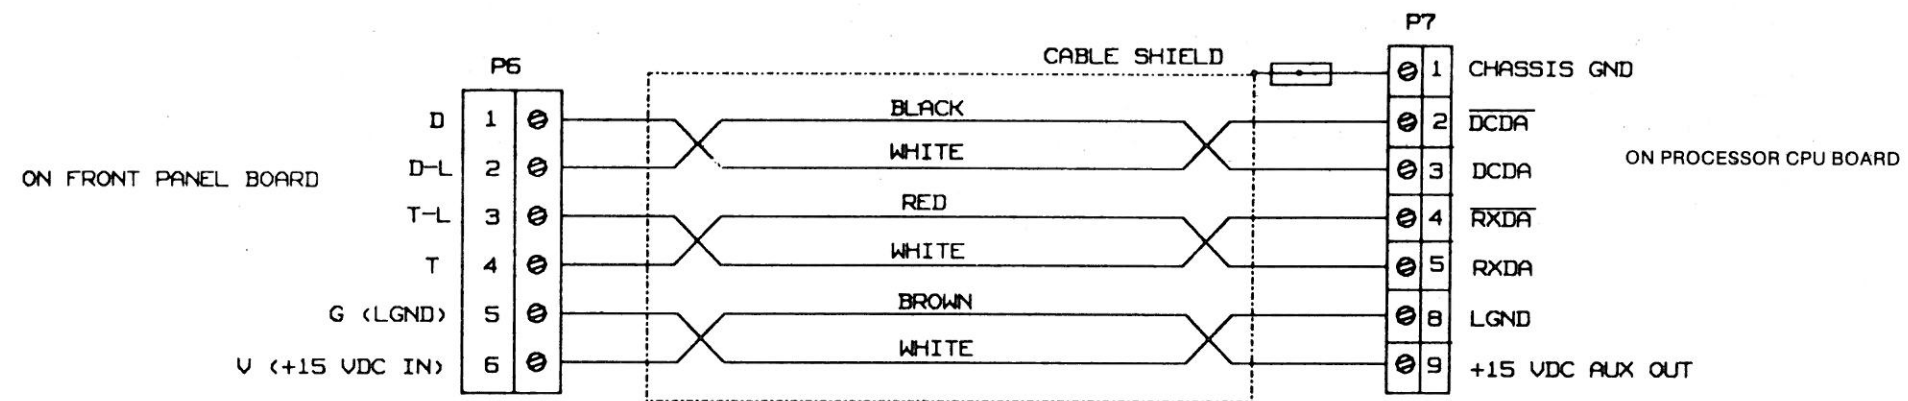 P7
CABLE SHIELD
1 CHASSIS GND
P6
D 1
BLACK
2 D̅C̅D̅A̅
ON FRONT PANEL BOARD
D-L 2
WHITE
3 DCDA
ON PROCESSOR CPU BOARD
T-L 3
RED
4 R̅X̅D̅A̅
T 4
WHITE
5 RXDA
G (LGND) 5
BROWN
8 LGND
V (+15 VDC IN) 6
WHITE
9 +15 VDC AUX OUT